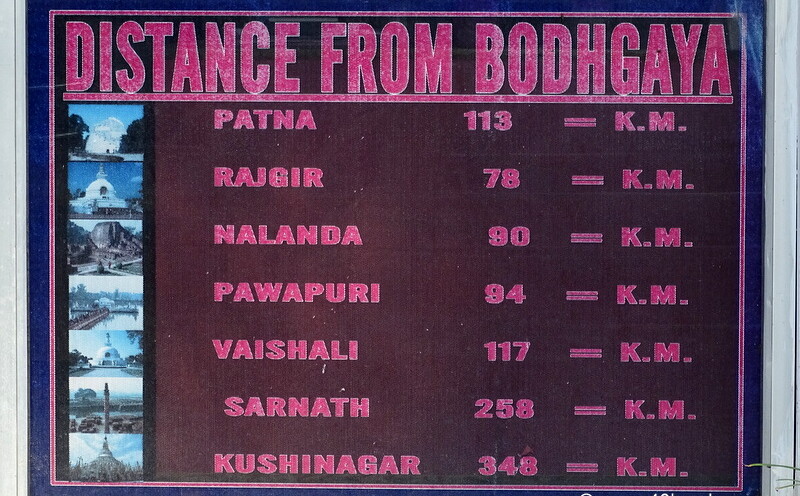 DISTANCE FROM BODHGAYA
PATNA 113 = K.M.
RAJGIR 78 = K.M.
NALANDA 90 = K.M.
PAWAPURI 94 = K.M.
VAISHALI 117 = K.M.
SARNATH 258 = K.M.
KUSHINAGAR 348 = K.M.